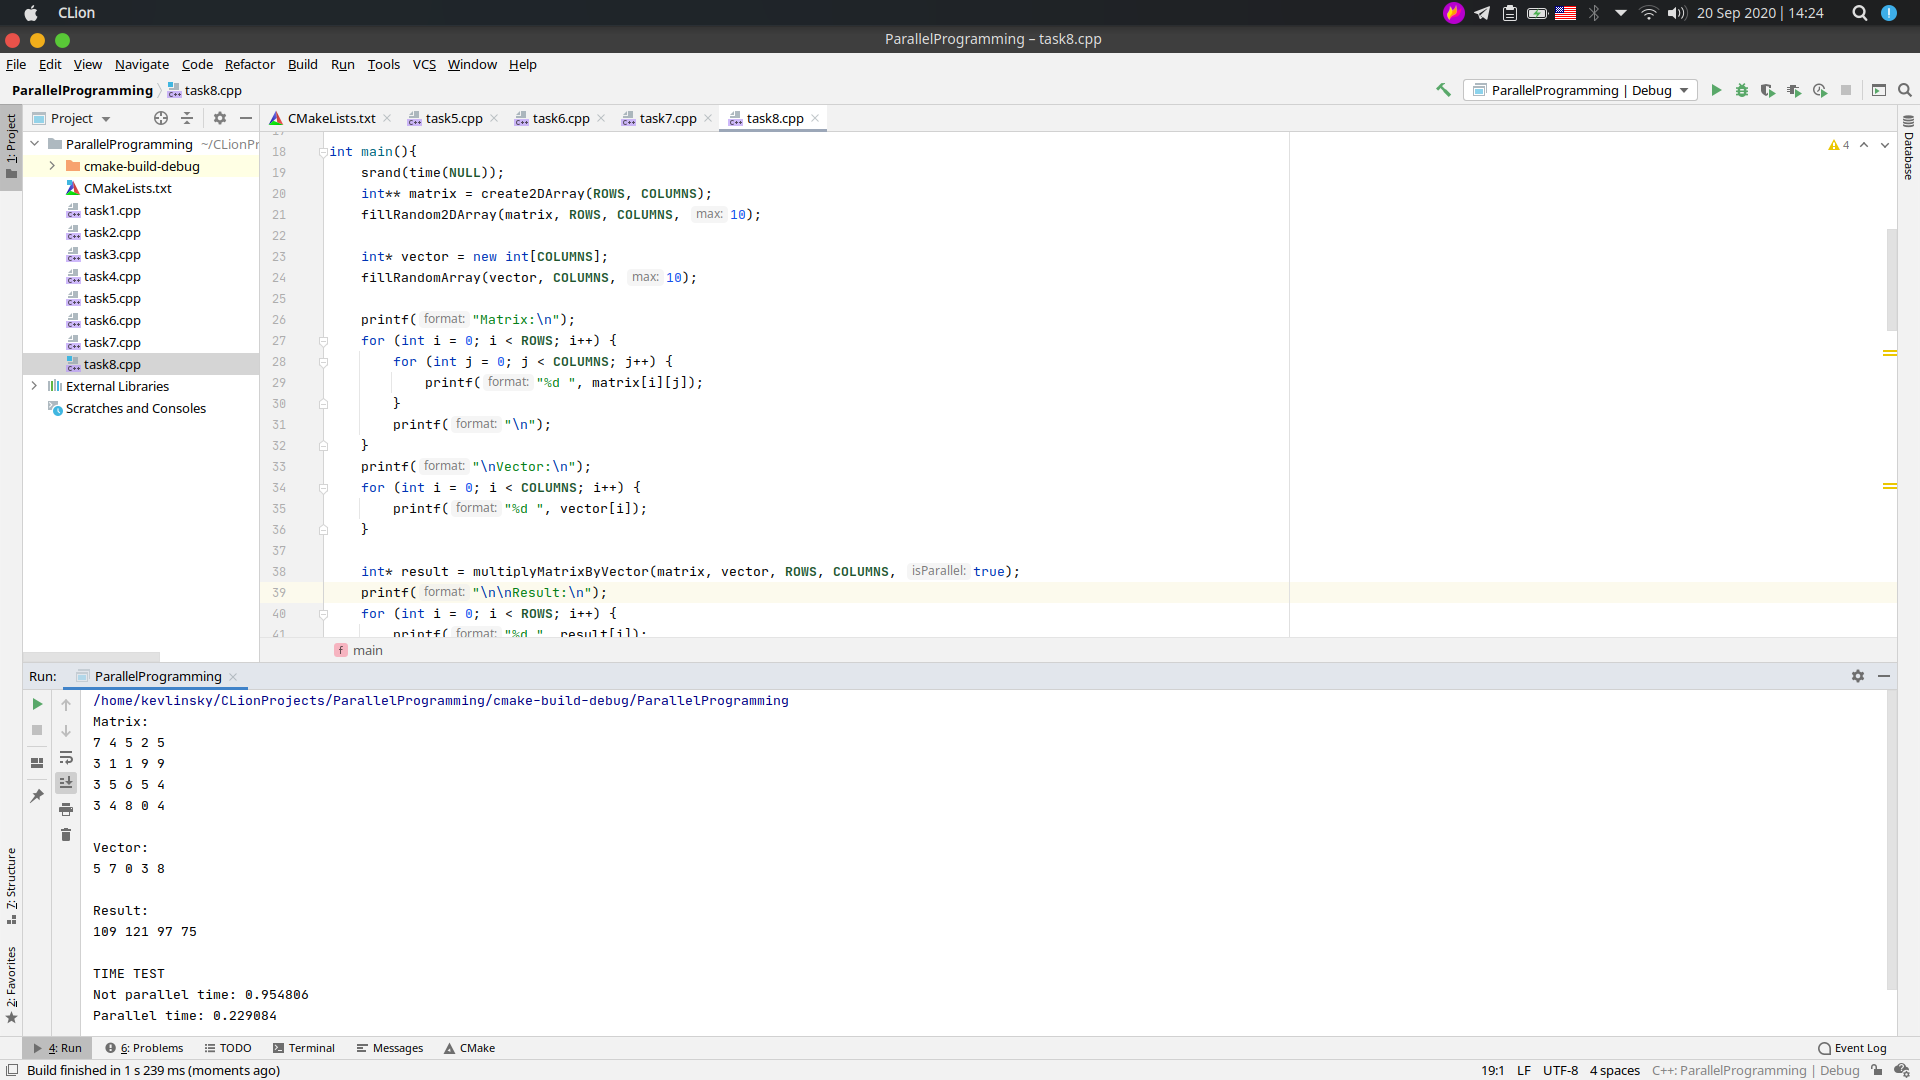 CLion
20 Sep 2020 | 14:24
ParallelProgramming – task8.cpp
File Edit View Navigate Code Refactor Build Run Tools VCS Window Help
ParallelProgramming task8.cpp
ParallelProgramming | Debug
1: Project
Project
CMakeLists.txt task5.cpp task6.cpp task7.cpp task8.cpp
Database
ParallelProgramming ~/CLionPr
cmake-build-debug
CMakeLists.txt
task1.cpp
task2.cpp
task3.cpp
task4.cpp
task5.cpp
task6.cpp
task7.cpp
task8.cpp
External Libraries
Scratches and Consoles
4
17
18 int main(){
19 srand(time(NULL));
20 int** matrix = create2DArray(ROWS, COLUMNS);
21 fillRandom2DArray(matrix, ROWS, COLUMNS, max: 10);
22
23 int* vector = new int[COLUMNS];
24 fillRandomArray(vector, COLUMNS, max: 10);
25
26 printf( format: "Matrix:\n");
27 for (int i = 0; i < ROWS; i++) {
28 for (int j = 0; j < COLUMNS; j++) {
29 printf( format: "%d ", matrix[i][j]);
30 }
31 printf( format: "\n");
32 }
33 printf( format: "\nVector:\n");
34 for (int i = 0; i < COLUMNS; i++) {
35 printf( format: "%d ", vector[i]);
36 }
37
38 int* result = multiplyMatrixByVector(matrix, vector, ROWS, COLUMNS, isParallel: true);
39 printf( format: "\n\nResult:\n");
40 for (int i = 0; i < ROWS; i++) {
41 printf( format: "%d ", result[i]);
f main
Run: ParallelProgramming
/home/kevlinsky/CLionProjects/ParallelProgramming/cmake-build-debug/ParallelProgramming
Matrix:
7 4 5 2 5
3 1 1 9 9
3 5 6 5 4
3 4 8 0 4
Vector:
5 7 0 3 8
Result:
109 121 97 75
TIME TEST
Not parallel time: 0.954806
Parallel time: 0.229084
7: Structure
2: Favorites
4: Run 6: Problems TODO Terminal Messages CMake Event Log
Build finished in 1 s 239 ms (moments ago) 19:1 LF UTF-8 4 spaces C++: ParallelProgramming | Debug